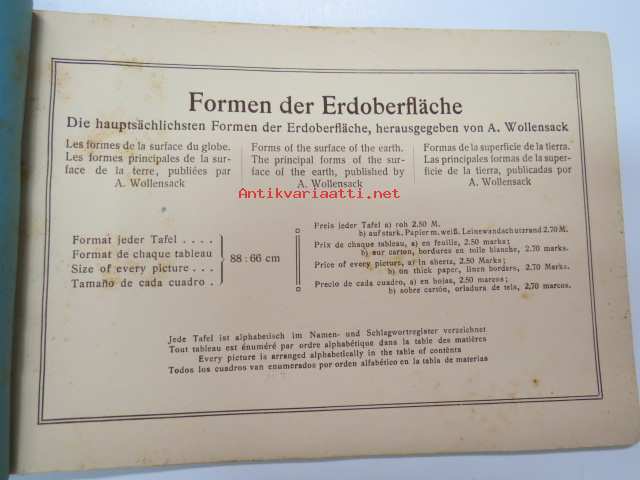 Formen der Erdoberfläche
Die hauptsächlichsten Formen der Erdoberfläche, herausgegeben von A. Wollensack
Les formes de la surface du globe.
Les formes principales de la sur-
face de la terre, publiées par
A. Wollensack
Forms of the surface of the earth.
The principal forms of the sur-
face of the earth, published by
A. Wollensack
Formas de la superficie de la tierra.
Las principales formas de la super-
ficie de la tierra, publicadas por
A. Wollensack
Antikvariaatti.net
Format jeder Tafel . . . .
Format de chaque tableau
Size of every picture . . .
Tamaño de cada cuadro .
88 : 66 cm
Preis jeder Tafel a) roh 2.50 M.
b) auf stark. Papier m. weiß. Leinewandschutzrand 2.70 M.
Prix de chaque tableau, a) en feuille, 2.50 marks;
b) sur carton, bordures en toile blanche, 2.70 marks.
Price of every picture, a) in sheets, 2.50 Marks;
b) on thick paper, linen borders, 2.70 Marks.
Precio de cada cuadro, a) en hojas, 2.50 marcos;
b) sobre cartón, oriadura de tela, 2,70 marcos.
Jede Tafel ist alphabetisch im Namen- und Schlagwortregister verzeichnet
Tout tableau est énuméré par ordre alphabétique dans la table des matières
Every picture is arranged alphabetically in the table of contents
Todos los cuadros van enumerados por orden alfabético en la tabla de materias